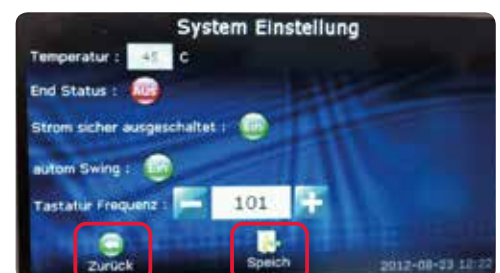 System Einstellung
Temperatur : 45 C
End Status : Aus
Strom sicher ausgeschaltet : Ein
autom Swing : Ein
Tastatur Frequenz : 101
Zurück Speich 2012-08-23 12:22